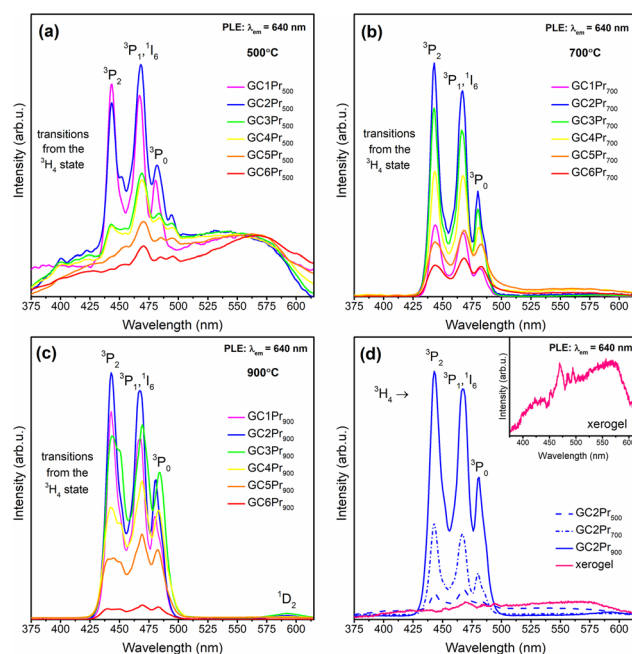 (a)
PLE: λem = 640 nm
500°C
³P₂
³P₁, ¹I₆
³P₀
transitions
from the
³H₄ state
GC1Pr₅₀₀
GC2Pr₅₀₀
GC3Pr₅₀₀
GC4Pr₅₀₀
GC5Pr₅₀₀
GC6Pr₅₀₀
Intensity (arb.u.)
375 400 425 450 475 500 525 550 575 600
Wavelength (nm)
(b)
PLE: λem = 640 nm
700°C
³P₂
³P₁, ¹I₆
³P₀
transitions
from the
³H₄ state
GC1Pr₇₀₀
GC2Pr₇₀₀
GC3Pr₇₀₀
GC4Pr₇₀₀
GC5Pr₇₀₀
GC6Pr₇₀₀
Intensity (arb.u.)
375 400 425 450 475 500 525 550 575 600
Wavelength (nm)
(c)
PLE: λem = 640 nm
900°C
³P₂
³P₁, ¹I₆
³P₀
¹D₂
transitions
from the
³H₄ state
GC1Pr₉₀₀
GC2Pr₉₀₀
GC3Pr₉₀₀
GC4Pr₉₀₀
GC5Pr₉₀₀
GC6Pr₉₀₀
Intensity (arb.u.)
375 400 425 450 475 500 525 550 575 600
Wavelength (nm)
(d)
PLE: λem = 640 nm
³P₂
³P₁, ¹I₆
³P₀
³H₄ →
Intensity (arb.u.)
xerogel
400 450 500 550 600
Wavelength (nm)
GC2Pr₅₀₀
GC2Pr₇₀₀
GC2Pr₉₀₀
xerogel
Intensity (arb.u.)
375 400 425 450 475 500 525 550 575 600
Wavelength (nm)